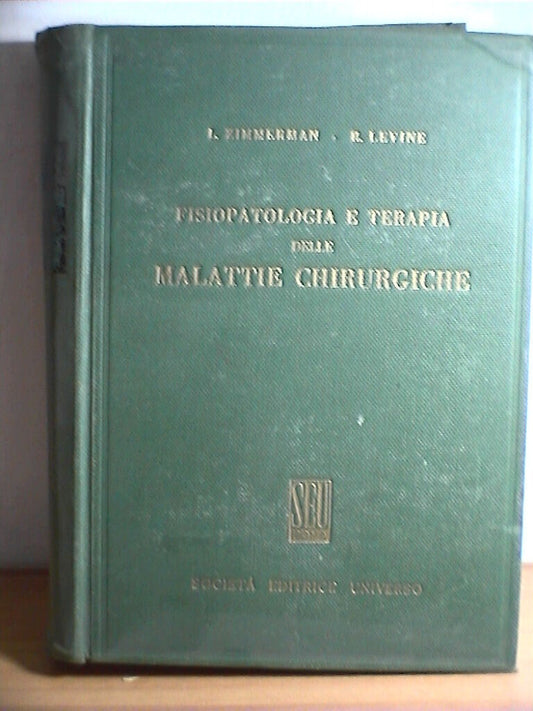 L. ZIMMERMAN - R. LEVINE
FISIOPATOLOGIA E TERAPIA
DELLE
MALATTIE CHIRURGICHE
SEU
SOCIETÀ EDITRICE UNIVERSO